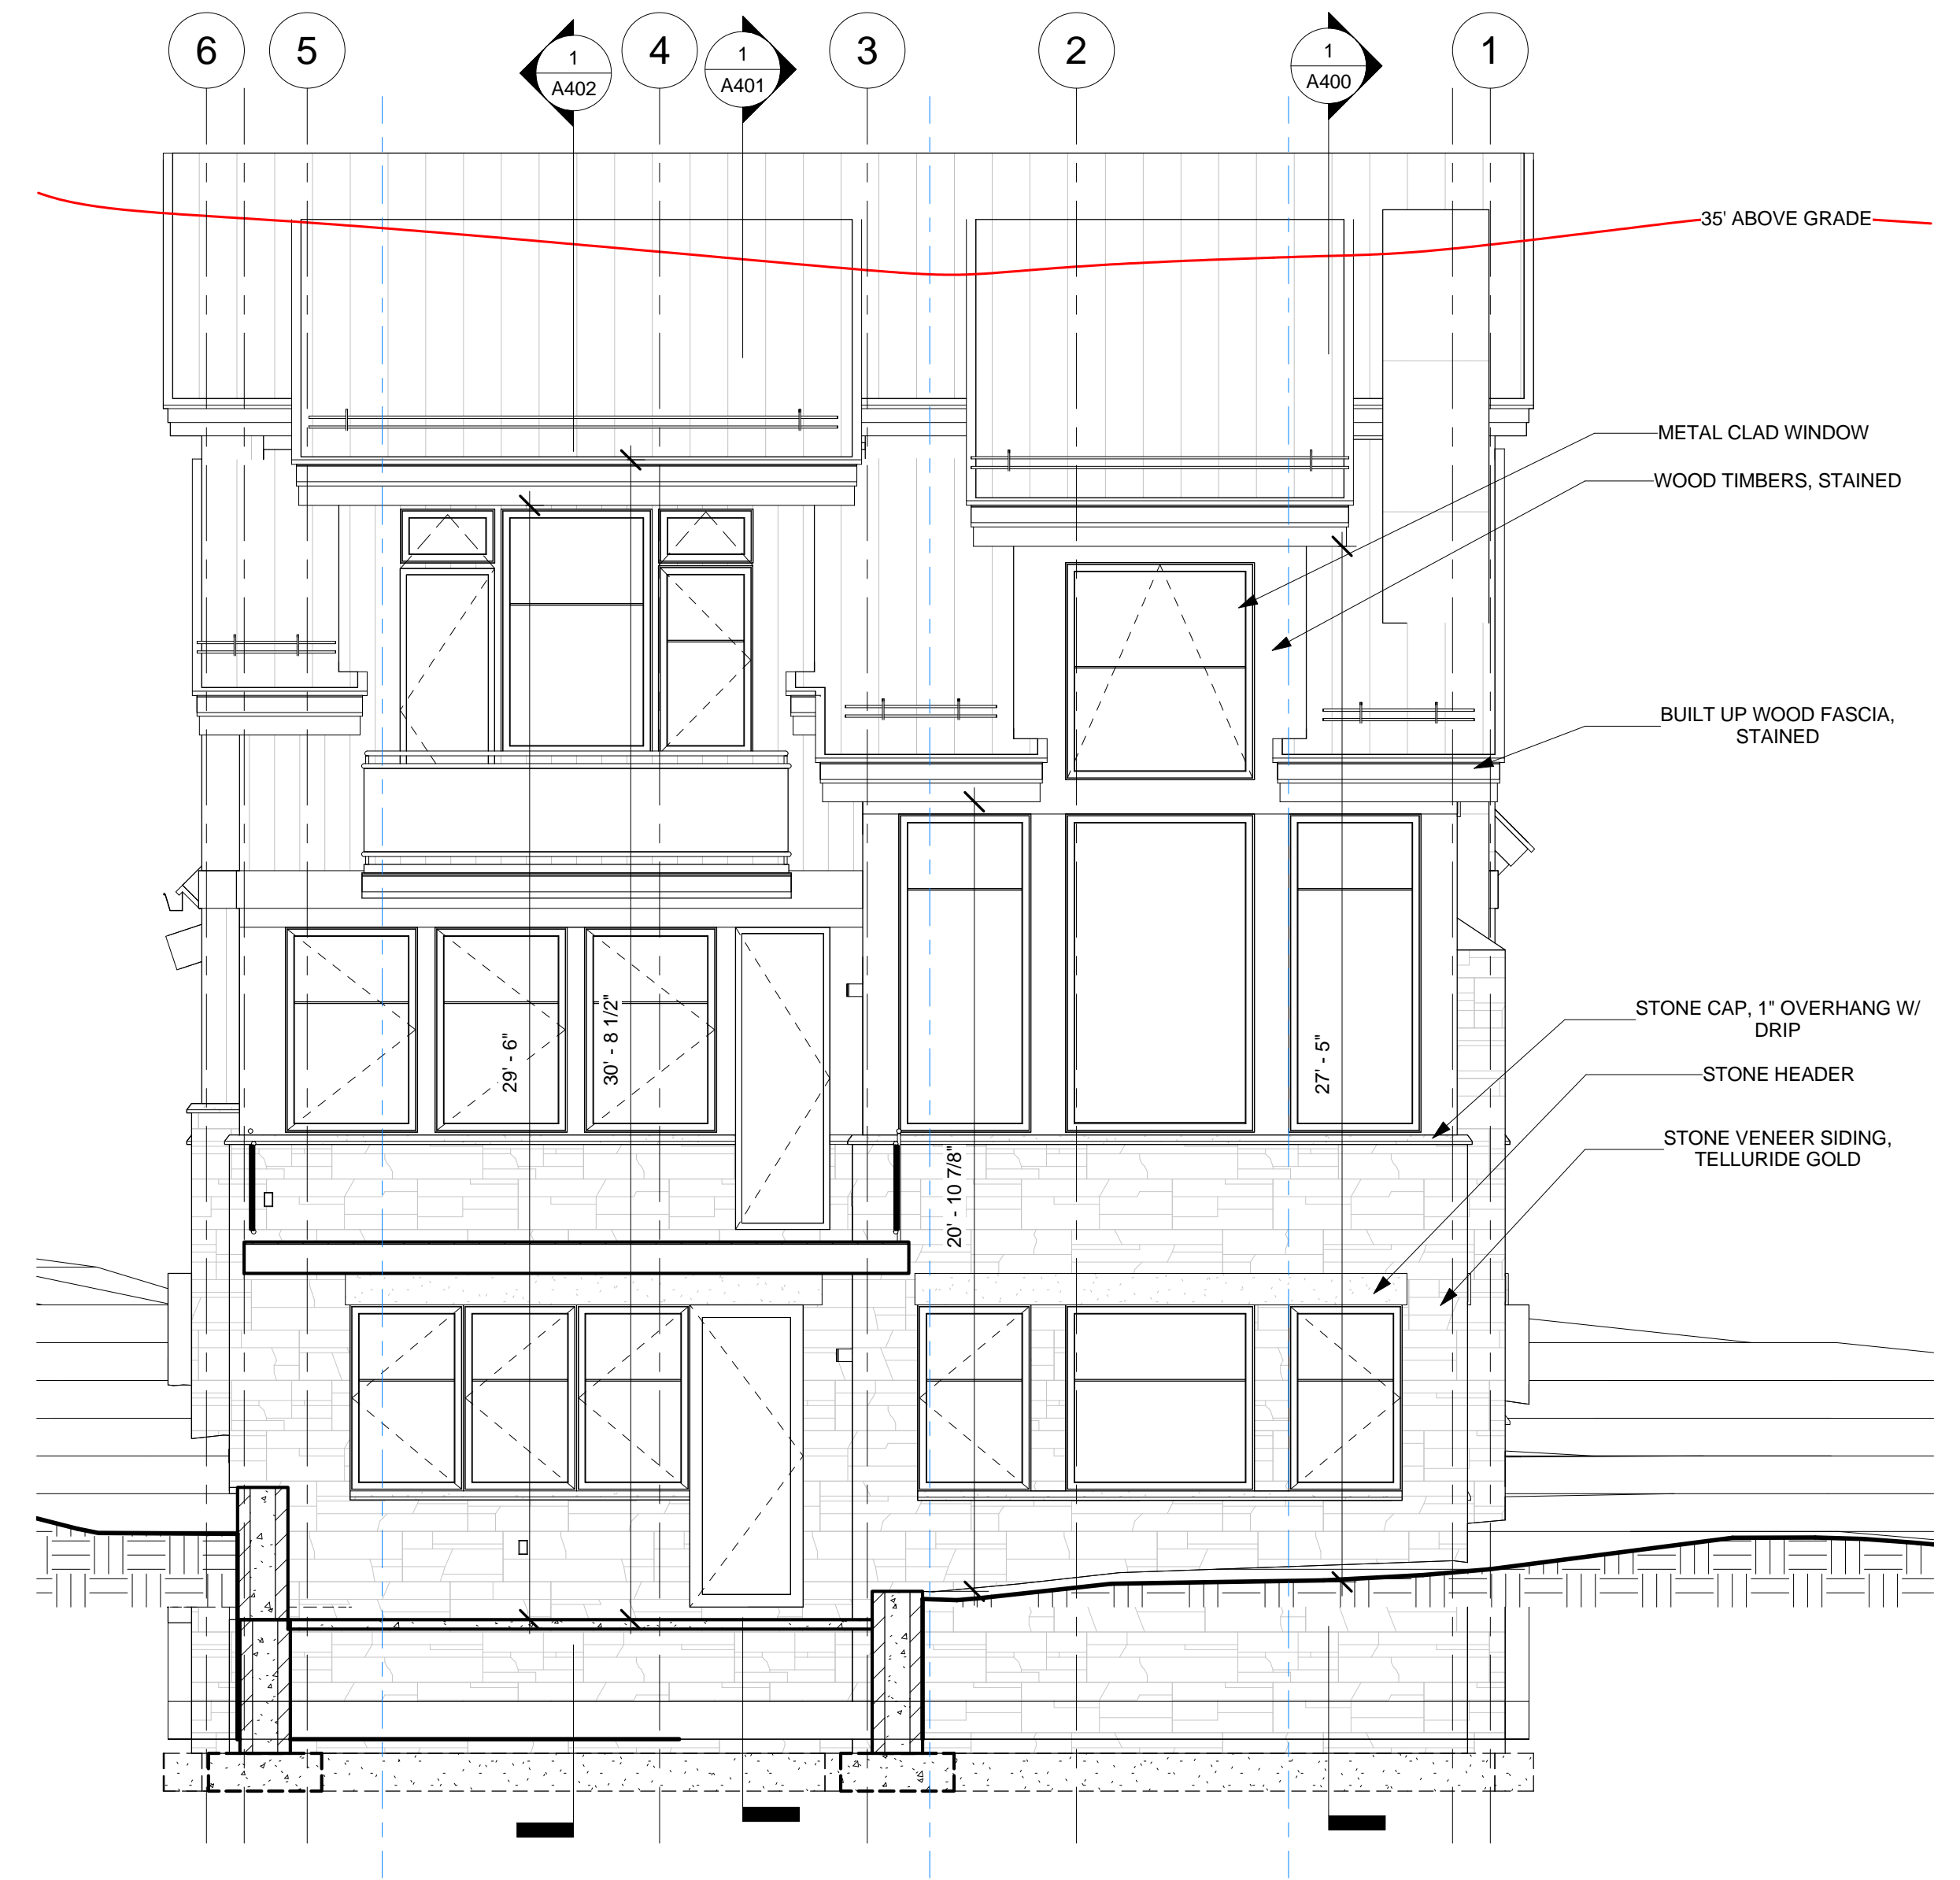 6
5
1
A402
4
1
A401
3
2
1
A400
1
35' ABOVE GRADE
METAL CLAD WINDOW
WOOD TIMBERS, STAINED
BUILT UP WOOD FASCIA,
STAINED
STONE CAP, 1" OVERHANG W/
DRIP
STONE HEADER
STONE VENEER SIDING,
TELLURIDE GOLD
29' - 6"
30' - 8 1/2"
20' - 10 7/8"
27' - 5"